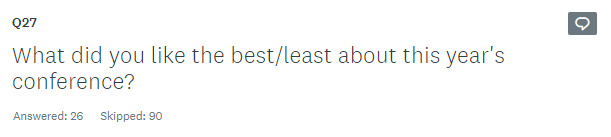 Q27
What did you like the best/least about this year's
conference?
Answered: 26 Skipped: 90